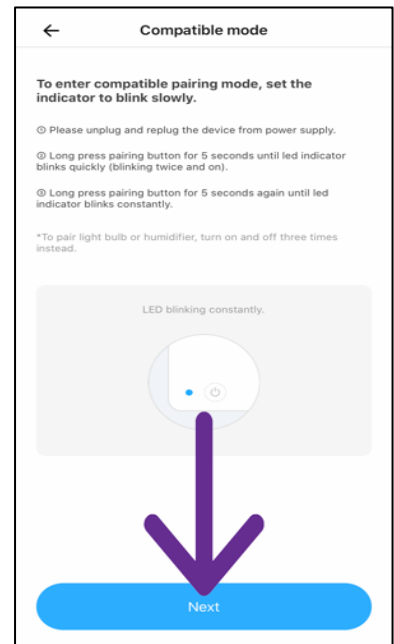 Compatible mode
To enter compatible pairing mode, set the
indicator to blink slowly.
① Please unplug and replug the device from power supply.
② Long press pairing button for 5 seconds until led indicator
blinks quickly (blinking twice and on).
③ Long press pairing button for 5 seconds again until led
indicator blinks constantly.
*To pair light bulb or humidifier, turn on and off three times
instead.
LED blinking constantly.
Next